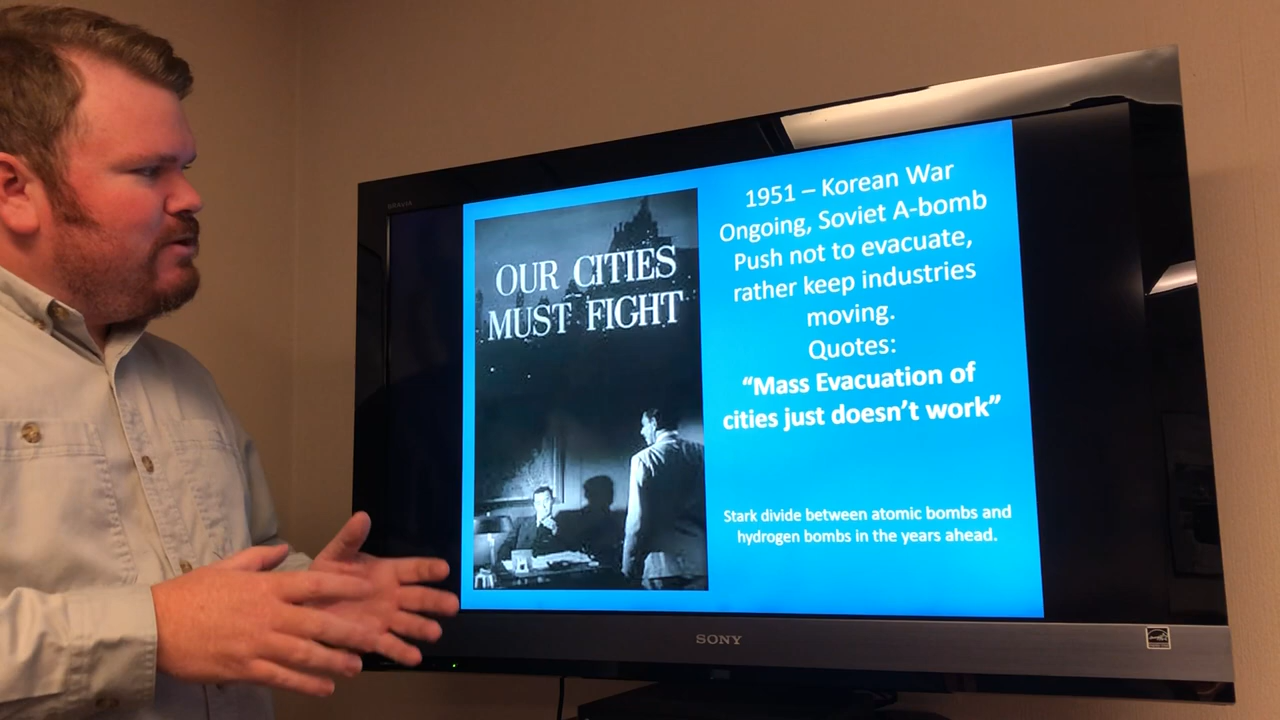 BRAVIA
OUR CITIES
MUST FIGHT
1951 – Korean War
Ongoing, Soviet A-bomb
Push not to evacuate,
rather keep industries
moving.
Quotes:
“Mass Evacuation of
cities just doesn’t work”
Stark divide between atomic bombs and
hydrogen bombs in the years ahead.
SONY